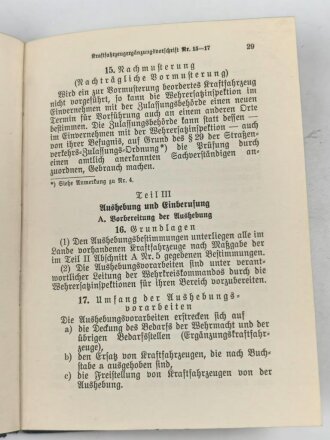 Kraftfahrzeugergänzungsvorschrift Nr. 15—17 29
15. Nachmusterung
(Nachträgliche Vormusterung)
Wird ein zur Vormusterung beordertes Kraftfahrzeug
nicht vorgeführt, so kann die Wehrersatzinspektion im
Einvernehmen mit der Zulassungsbehörde einen neuen
Termin für Vorführung auch an einem anderen Orte
bestimmen. Die Zulassungsbehörde kann statt dessen —
im Einvernehmen mit der Wehrersatzinspektion — auch
von ihrer Befugnis, auf Grund des § 29 der Straßen-
verkehrs-Zulassungs-Ordnung*) die Prüfung durch
einen amtlich anerkannten Sachverständigen an-
zuordnen, Gebrauch machen.
*) Siehe Anmerkung zu Nr. 4.
Teil III
Aushebung und Einberufung
A. Vorbereitung der Aushebung
16. Grundlagen
(1) Den Aushebungsbestimmungen unterliegen alle im
Lande vorhandenen Kraftfahrzeuge nach Maßgabe der
im Teil II Abschnitt A Nr. 5 gegebenen Bestimmungen.
(2) Die Aushebungsvorarbeiten sind unter verant-
wortlicher Leitung der Wehrkreiskommandos durch die
Wehrersatzinspektionen für ihren Bereich vorzubereiten.
17. Umfang der Aushebungs-
vorarbeiten
Die Aushebungsvorarbeiten erstrecken sich auf
a) die Deckung des Bedarfs der Wehrmacht und der
übrigen Bedarfsstellen (Ergänzungskraftfahr-
zeuge),
b) den Ersatz von Kraftfahrzeugen, die nach Buch-
stabe a ausgehoben sind,
c) die Freistellung von Kraftfahrzeugen von der
Aushebung.